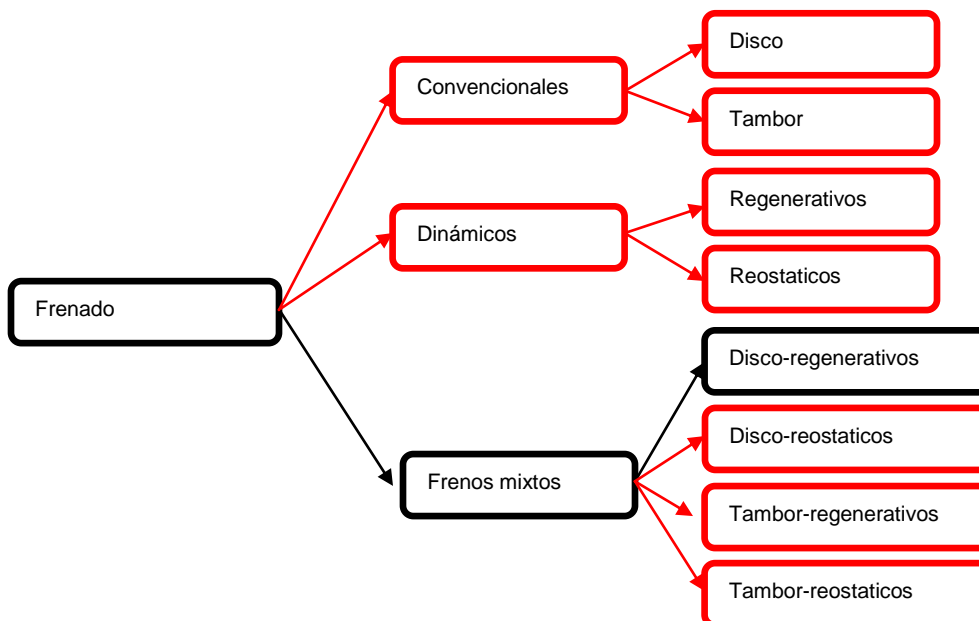 Disco
Convencionales
Tambor
Regenerativos
Dinámicos
Reostaticos
Frenado
Disco-regenerativos
Disco-reostaticos
Frenos mixtos
Tambor-regenerativos
Tambor-reostaticos